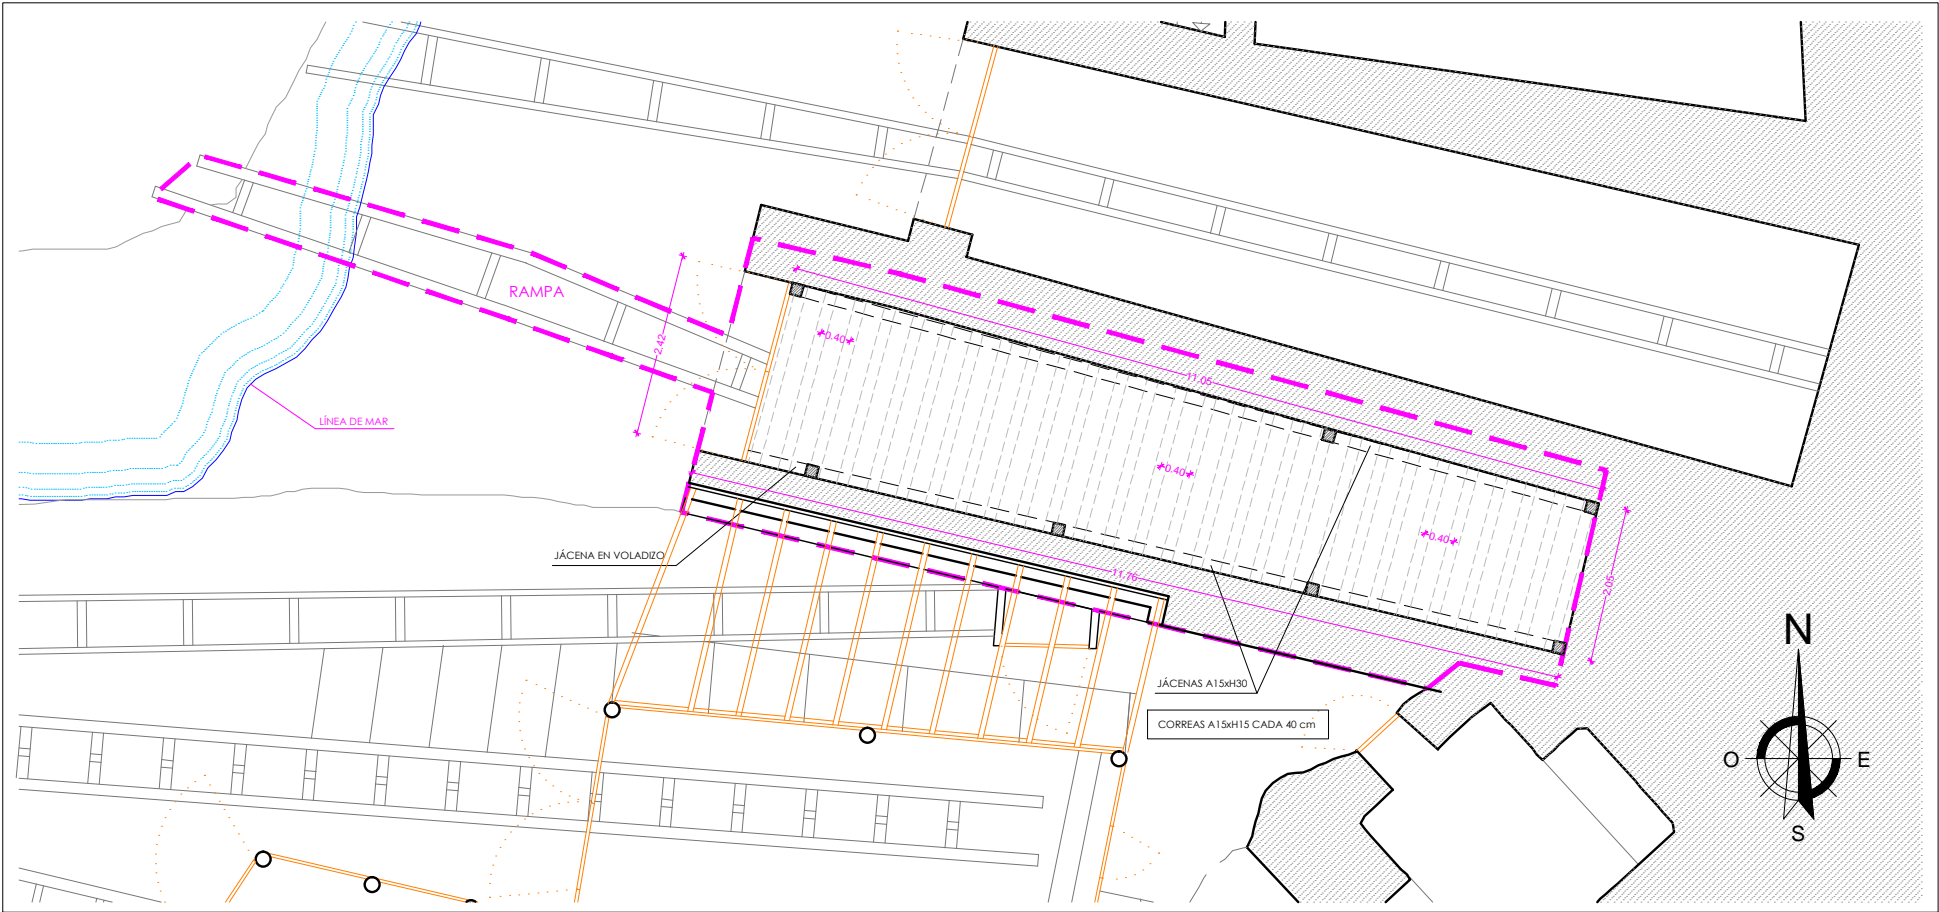 RAMPA
0.40
2.42
11.05
LÍNEA DE MAR
0.40
0.40
JÁCENA EN VOLADIZO
11.76
2.05
N
JÁCENAS A15xH30
CORREAS A15xH15 CADA 40 cm
O
E
S